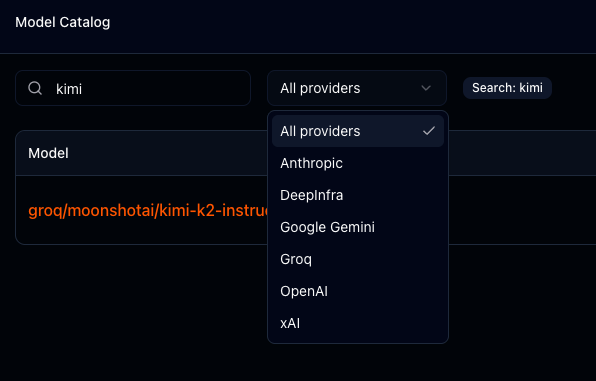 Model Catalog
kimi
All providers
Search: kimi
All providers
Anthropic
DeepInfra
Google Gemini
Groq
OpenAI
xAI
Model
groq/moonshotai/kimi-k2-instruc